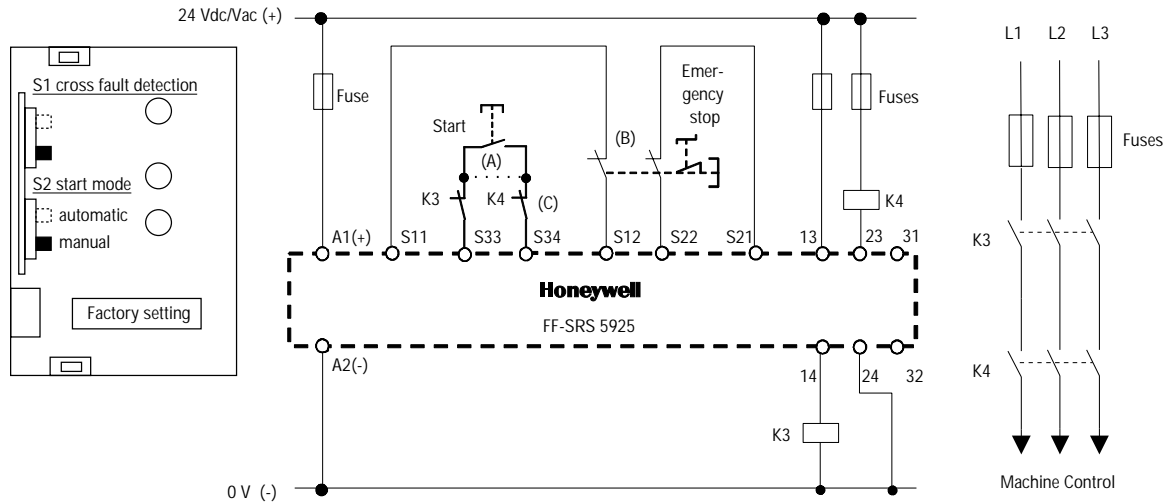 24 Vdc/Vac (+)
S1 cross fault detection
S2 start mode
automatic
manual
Factory setting
Fuse
Start
(A)
K3
K4
(C)
(B)
Emer-
gency
stop
Fuses
K4
A1(+)
S11
S33
S34
S12
S22
S21
13
23
31
Honeywell
FF-SRS 5925
A2(-)
14
24
32
K3
0 V (-)
L1
L2
L3
Fuses
K3
K4
Machine Control